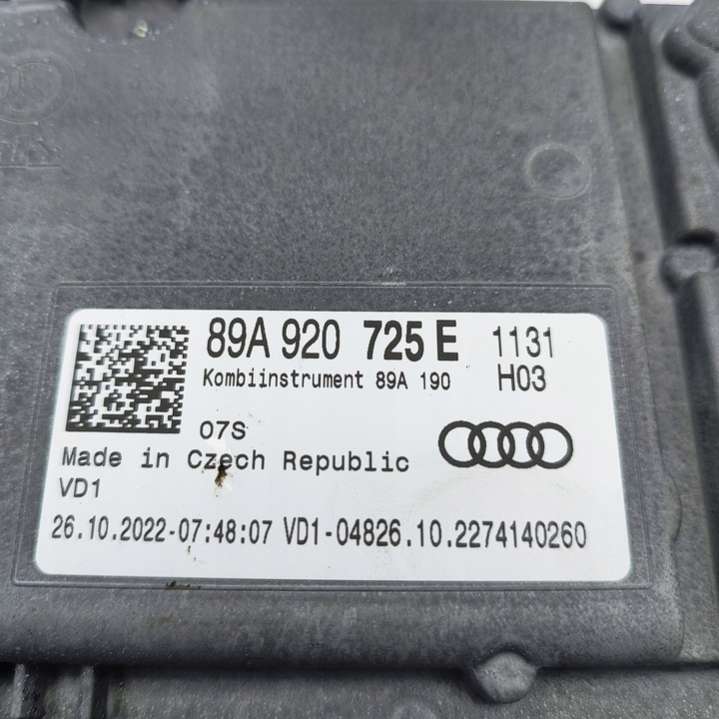 89A 920 725 E 1131
Kombiinstrument 89A 190 H03
07S
Made in Czech Republic
VD1
26.10.2022-07:48:07 VD1-04826.10.2274140260